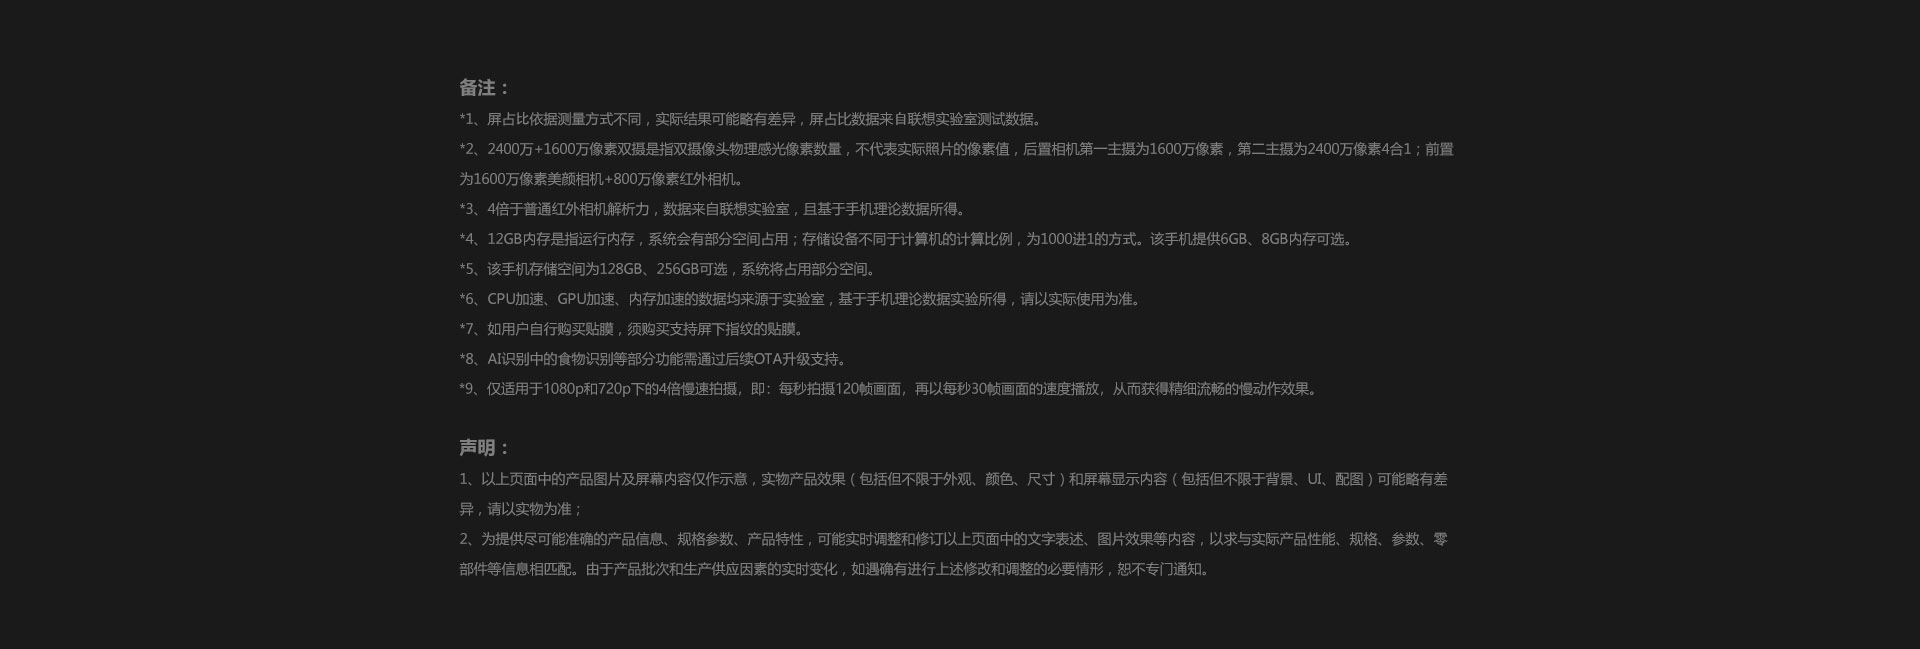 备注：
*1、屏占比依据测量方式不同，实际结果可能略有差异，屏占比数据来自联想实验室测试数据。
*2、2400万+1600万像素双摄是指双摄像头物理感光像素数量，不代表实际照片的像素值，后置相机第一主摄为1600万像素，第二主摄为2400万像素4合1；前置
为1600万像素美颜相机+800万像素红外相机。
*3、4倍于普通红外相机解析力，数据来自联想实验室，且基于手机理论数据所得。
*4、12GB内存是指运行内存，系统会有部分空间占用；存储设备不同于计算机的计算比例，为1000进1的方式。该手机提供6GB、8GB内存可选。
*5、该手机存储空间为128GB、256GB可选，系统将占用部分空间。
*6、CPU加速、GPU加速、内存加速的数据均来源于实验室，基于手机理论数据实验所得，请以实际使用为准。
*7、如用户自行购买贴膜，须购买支持屏下指纹的贴膜。
*8、AI识别中的食物识别等部分功能需通过后续OTA升级支持。
*9、仅适用于1080p和720p下的4倍慢速拍摄，即：每秒拍摄120帧画面，再以每秒30帧画面的速度播放，从而获得精细流畅的慢动作效果。
声明：
1、以上页面中的产品图片及屏幕内容仅作示意，实物产品效果（包括但不限于外观、颜色、尺寸）和屏幕显示内容（包括但不限于背景、UI、配图）可能略有差
异，请以实物为准；
2、为提供尽可能准确的产品信息、规格参数、产品特性，可能实时调整和修订以上页面中的文字表述、图片效果等内容，以求与实际产品性能、规格、参数、零
部件等信息相匹配。由于产品批次和生产供应因素的实时变化，如遇确有进行上述修改和调整的必要情形，恕不专门通知。